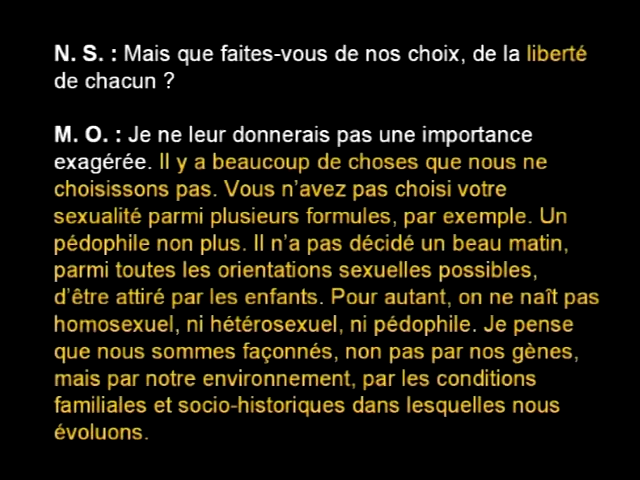 N. S. : Mais que faites-vous de nos choix, de la liberté
de chacun ?
M. O. : Je ne leur donnerais pas une importance
exagérée. Il y a beaucoup de choses que nous ne
choisissons pas. Vous n’avez pas choisi votre
sexualité parmi plusieurs formules, par exemple. Un
pédophile non plus. Il n’a pas décidé un beau matin,
parmi toutes les orientations sexuelles possibles,
d’être attiré par les enfants. Pour autant, on ne naît pas
homosexuel, ni hétérosexuel, ni pédophile. Je pense
que nous sommes façonnés, non pas par nos gènes,
mais par notre environnement, par les conditions
familiales et socio-historiques dans lesquelles nous
évoluons.